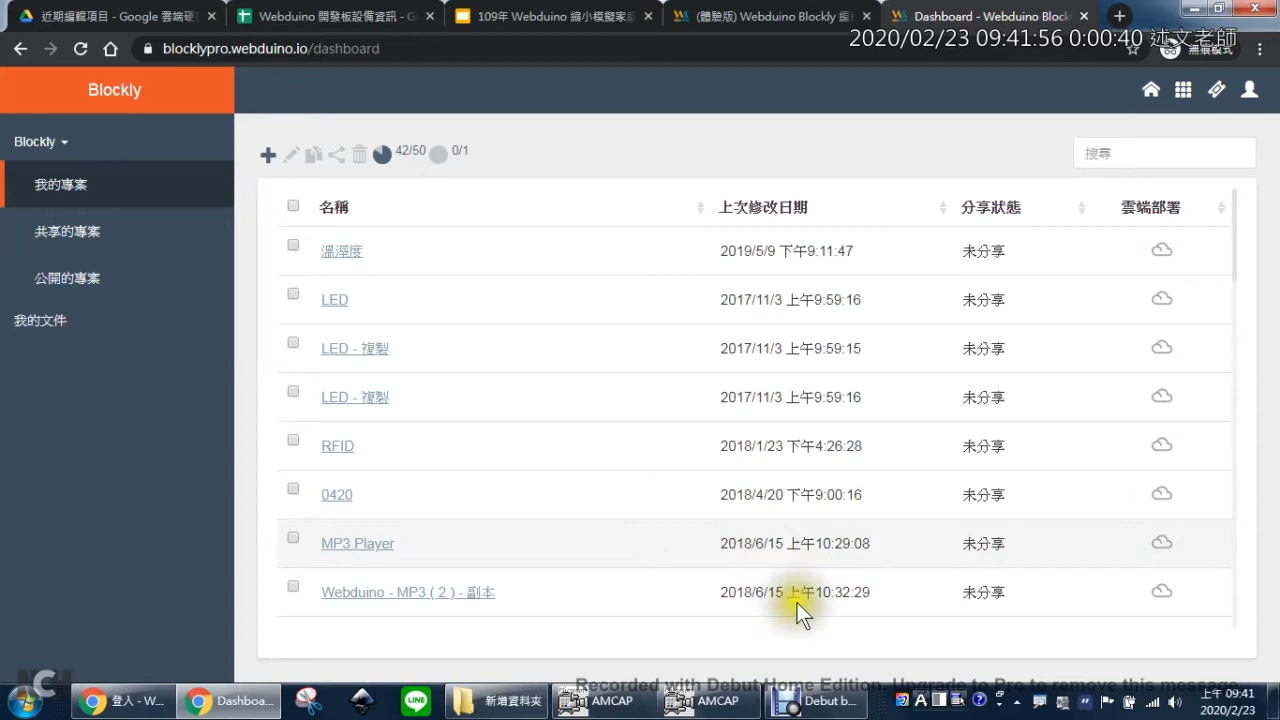 近期編輯項目 - Google 雲端硬
Webduino 開發板設備資訊 - G
109年 Webduino 繪小模擬家庭
(體驗版) Webduino Blockly 編
Dashboard - Webduino Block
blocklypro.webduino.io/dashboard
2020/02/23 09:41:56 0:00:40 述文老師
無痕模式
Blockly
Blockly
我的專案
共享的專案
公開的專案
我的文件
42/50
0/1
搜尋
名稱 上次修改日期 分享狀態 雲端部署
溫溼度 2019/5/9 下午9:11:47 未分享
LED 2017/11/3 上午9:59:16 未分享
LED - 複製 2017/11/3 上午9:59:15 未分享
LED - 複製 2017/11/3 上午9:59:16 未分享
RFID 2018/1/23 下午4:26:28 未分享
0420 2018/4/20 下午9:00:16 未分享
MP3 Player 2018/6/15 上午10:29:08 未分享
Webduino - MP3 ( 2 ) - 副本 2018/6/15 上午10:32:29 未分享
Recorded with Debut Home Edition. Upgrade to Pro to remove this message
登入 - W...
Dashboa...
新增資料夾
AMCAP
AMCAP
Debut b...
上午 09:41
2020/2/23